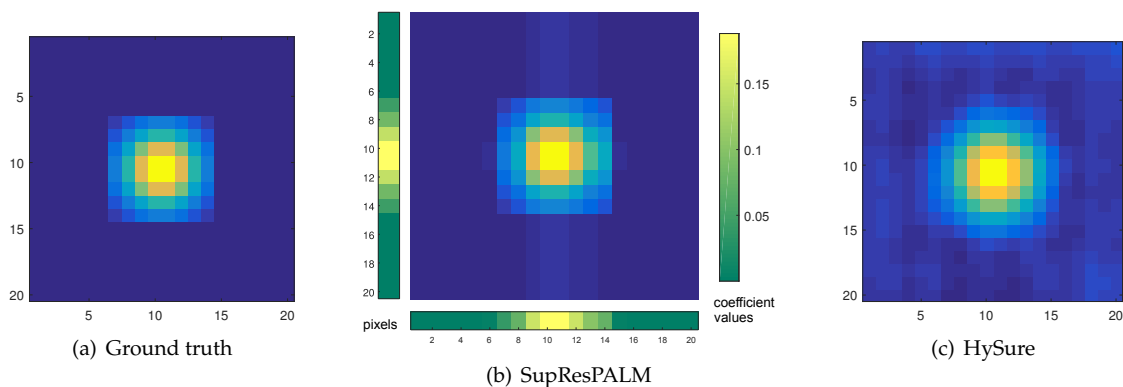 5
10
15
20
5 10 15 20
(a) Ground truth
2
4
6
8
10
12
14
16
18
20
pixels
2 4 6 8 10 12 14 16 18 20
0.15
0.1
0.05
coefficient
values
(b) SupResPALM
5
10
15
20
5 10 15 20
(c) HySure